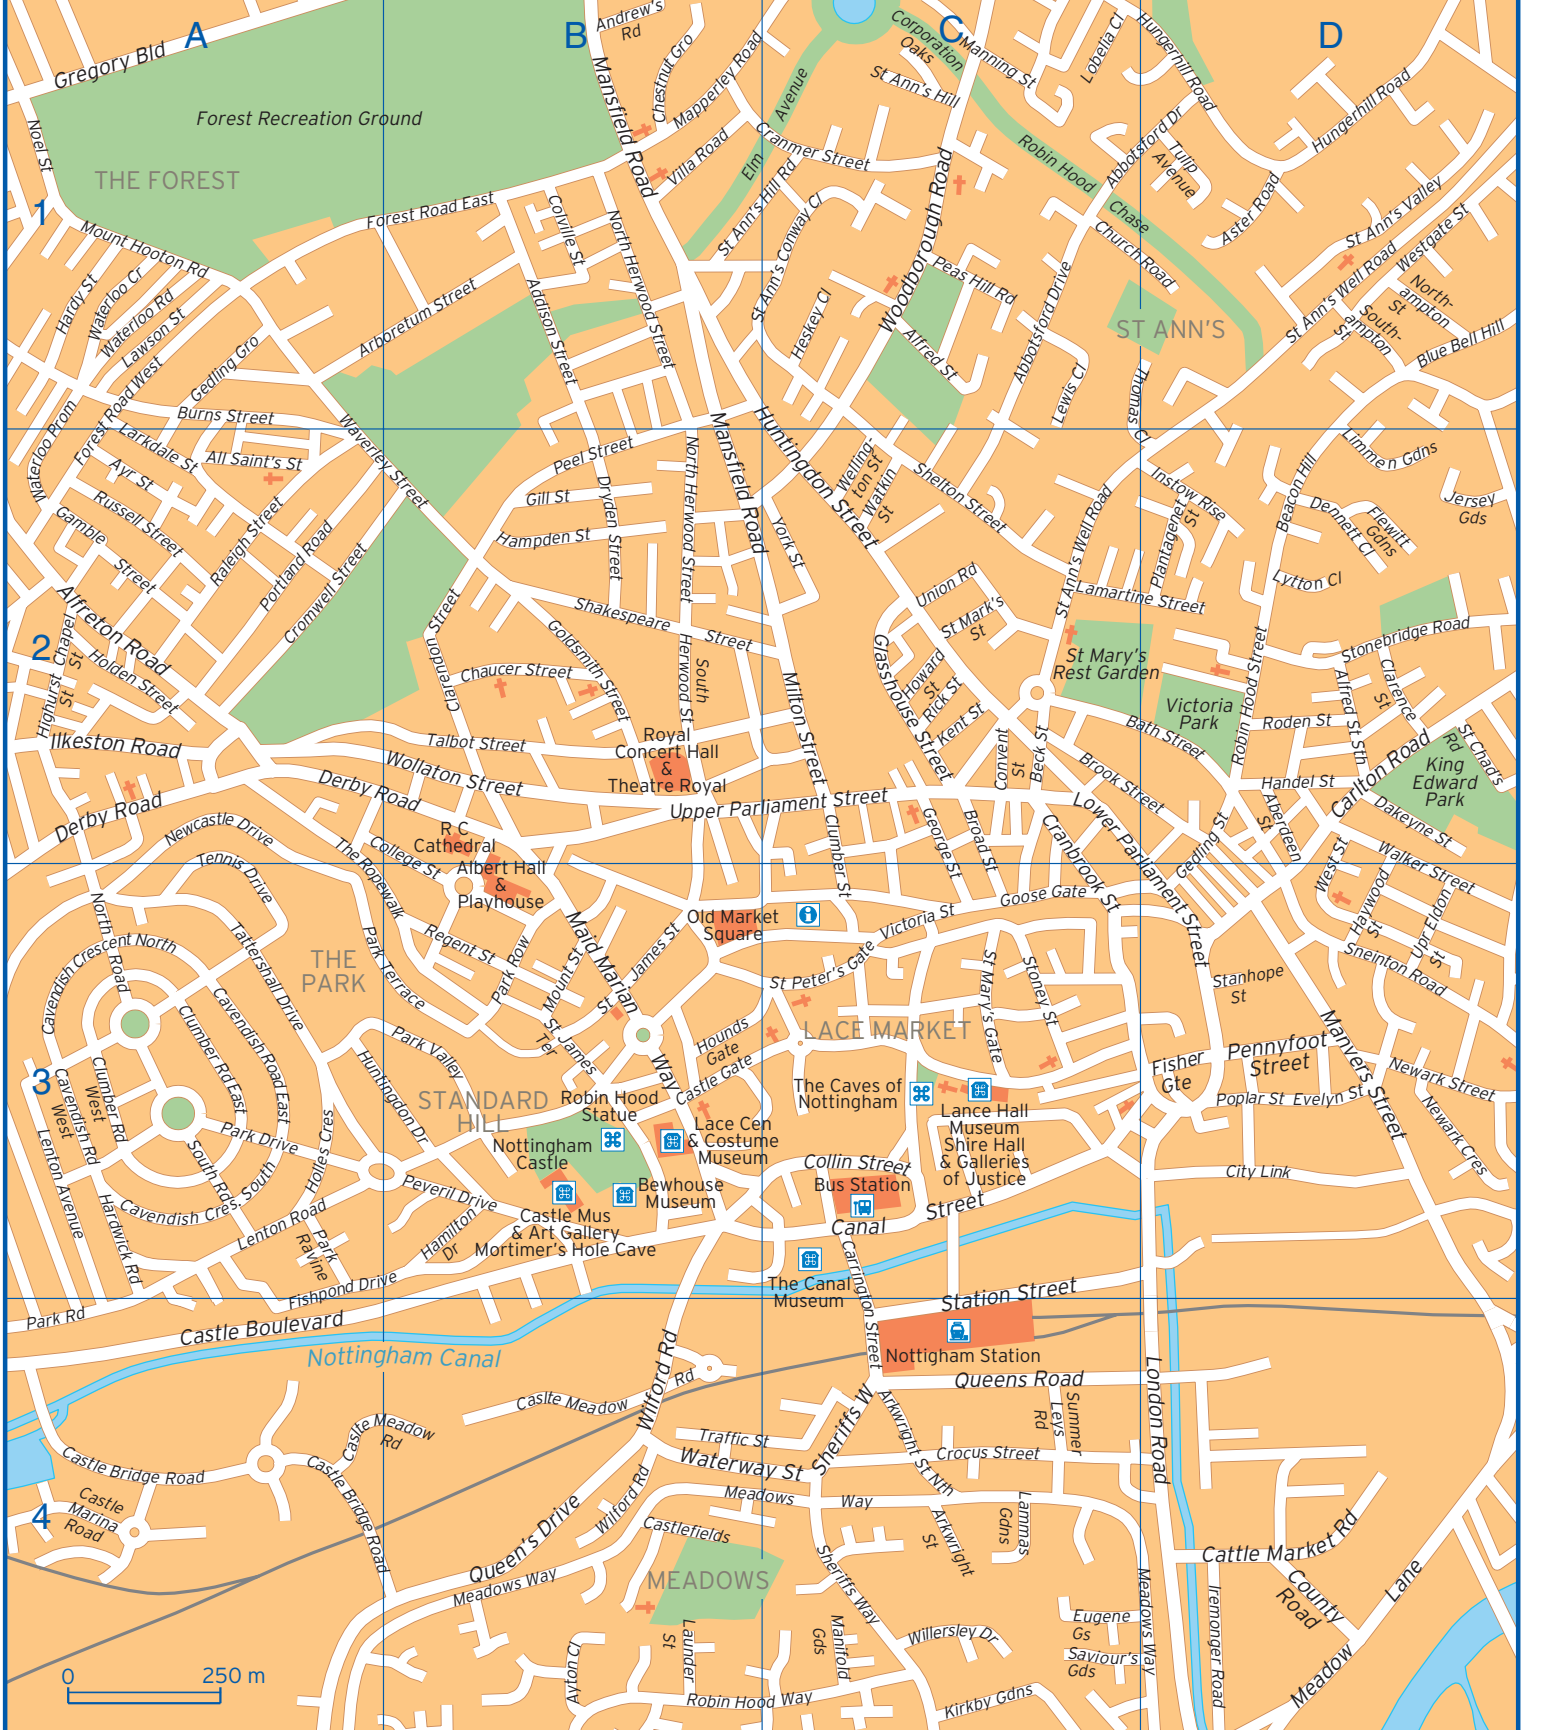 A
B
C
D
1
2
3
4
Gregory Bld
Andrew's
Rd
Chestnut Gro
Mapperley Road
Mansfield Road
Villa Road
Avenue
Elm
Corporation
Oaks
Manning St
Lobelia Cl
Hungerhill Road
Hungerhill Road
St Ann's Hill
Cranmer Street
St Ann's Hill Rd
Robin Hood
Chase
Abbotsford Dr
Tulip
Avenue
Aster Road
Forest Recreation Ground
THE FOREST
Noel St
Forest Road East
Mount Hooton Rd
Colville St
North Herwood Street
Woodborough Road
St Ann's Conway Cl
Church Road
St Ann's Valley
Westgate St
St Ann's Well Road
North-
ampton
St
South-
ampton
St
Blue Bell Hill
Hardy St
Waterloo Cr
Waterloo Rd
Lawson St
Forest Road West
Gedling Gro
Arboretum Street
Addison Street
Peas Hill Rd
Heskey Cl
Alfred St
Abbotsford Drive
ST ANN'S
Lewis Cl
Thomas Cl
Waterloo Prom
Burns Street
Larkdale St
All Saint's St
Ayr St
Russell Street
Gamble
Street
Raleigh Street
Portland Road
Cromwell Street
Waverley Street
Peel Street
Gill St
Hampden St
Dryden Street
North Herwood Street
Mansfield Road
Huntingdon Street
York St
Welling-
ton St
Watkin
St
Shelton Street
Instow Rise
Plantagenet
St
St Ann's Well Road
Beacon Hill
Limmen Gdns
Jersey
Gds
Dennett Cl
Flewitt
Gdns
Lytton Cl
Lamartine Street
Union Rd
St Mark's
St
Alfreton Road
Highurst Chapel
St
St
Holden Street
Ilkeston Road
Derby Road
Clarendon
Street
Shakespeare
Street
Goldsmith Street
Chaucer Street
South
Herwood St
Talbot Street
Wollaton Street
Derby Road
Royal
Concert Hall
&
Theatre Royal
Milton Street
Glasshouse Street
Howard
St
Rick St
Kent St
Convent
St
Beck St
St Mary's
Rest Garden
Victoria
Park
Bath Street
Brook Street
Robin Hood Street
Roden St
Stonebridge Road
Alfred St Sth
Clarence
St
St Chad's
Rd
King
Edward
Park
Carlton Road
Handel St
Dakeyne St
Aberdeen
St
Walker Street
West St
Haywood
St
Upr Eldon
St
Sneinton Road
Upper Parliament Street
Lower Parliament Street
Clumber St
George St
Broad St
Cranbrook St
Gedling St
Goose Gate
Newcastle Drive
Tennis Drive
The Ropewalk
College St
R.C.
Cathedral
Albert Hall
&
Playhouse
Regent St
Park Row
Mount St
Maid Marian
Way
James St
St
Old Market
Square
Victoria St
St Peter's Gate
St Mary's Gate
Stoney St
Stanhope
St
Manvers Street
Pennyfoot
Street
Fisher
Gte
Poplar St
Evelyn St
Newark Street
Newark Cres
City Link
LACE MARKET
THE
PARK
North
Road
Cavendish Crescent North
Tattershall Drive
Park Terrace
Cavendish Road East
Clumber Rd East
Clumber Rd
West
Cavendish Rd
West
Lenton Avenue
Park Valley
Huntingdon Dr
Park Drive
Holles Cres
South Rd
Cavendish Cres. South
Hardwick Rd
Lenton Road
Park
Ravine
Peveril Drive
Hamilton
Dr
Fishpond Drive
Castle Boulevard
Park Rd
STANDARD
HILL
St James
Ter
Hounds
Gate
Castle Gate
Robin Hood
Statue
Nottingham
Castle
Lace Cen
& Costume
Museum
Bewhouse
Museum
Castle Mus
& Art Gallery
Mortimer's Hole Cave
The Caves of
Nottingham
Lance Hall
Museum
Shire Hall
& Galleries
of Justice
Collin Street
Bus Station
Canal
Street
The Canal
Museum
Carrington Street
Station Street
Nottigham Station
Queens Road
Nottingham Canal
Wilford Rd
Caslte Meadow
Rd
Caslte Meadow
Rd
Castle Bridge Road
Castle Bridge Road
Castle
Marina
Road
Traffic St
Waterway St
Sheriffs W
Arkwright St Nth
Crocus Street
Summer
Leys
Rd
London Road
Meadows
Way
Wilford Rd
Queen's Drive
Meadows Way
Castlefields
MEADOWS
Arkwright
St
Lammas
Gdns
Sheriffs Way
Cattle Market Rd
County
Road
Lane
Meadow
Iremonger Road
Meadows Way
Eugene
Gs
Saviour's
Gds
Willersley Dr
Kirkby Gdns
Manifold
Gds
Launder
St
Ayton Cl
Robin Hood Way
0
250 m